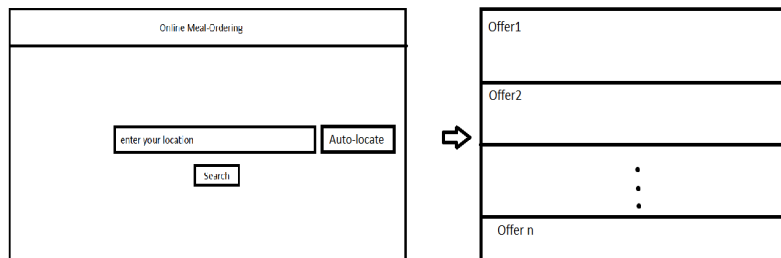 Online Meal-Ordering
enter your location
Auto-locate
Search
Offer1
Offer2
Offer n